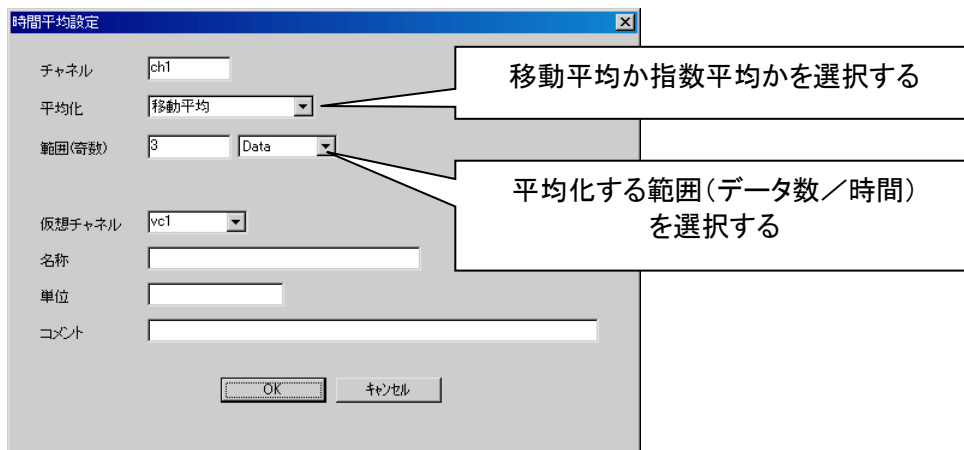 時間平均設定
チャネル ch1
移動平均か指数平均かを選択する
平均化 移動平均
範囲(奇数) 3 Data
平均化する範囲（データ数／時間）
を選択する
仮想チャネル vc1
名称
単位
コメント
OK キャンセル